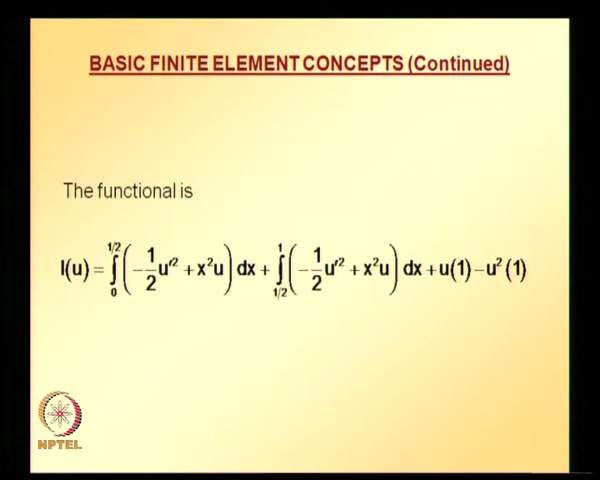 BASIC FINITE ELEMENT CONCEPTS (Continued)
The functional is
I(u) = ∫₀^{1/2} ( −1/2 u′² + x²u ) dx + ∫_{1/2}^{1} ( −1/2 u′² + x²u ) dx + u(1) − u²(1)
NPTEL